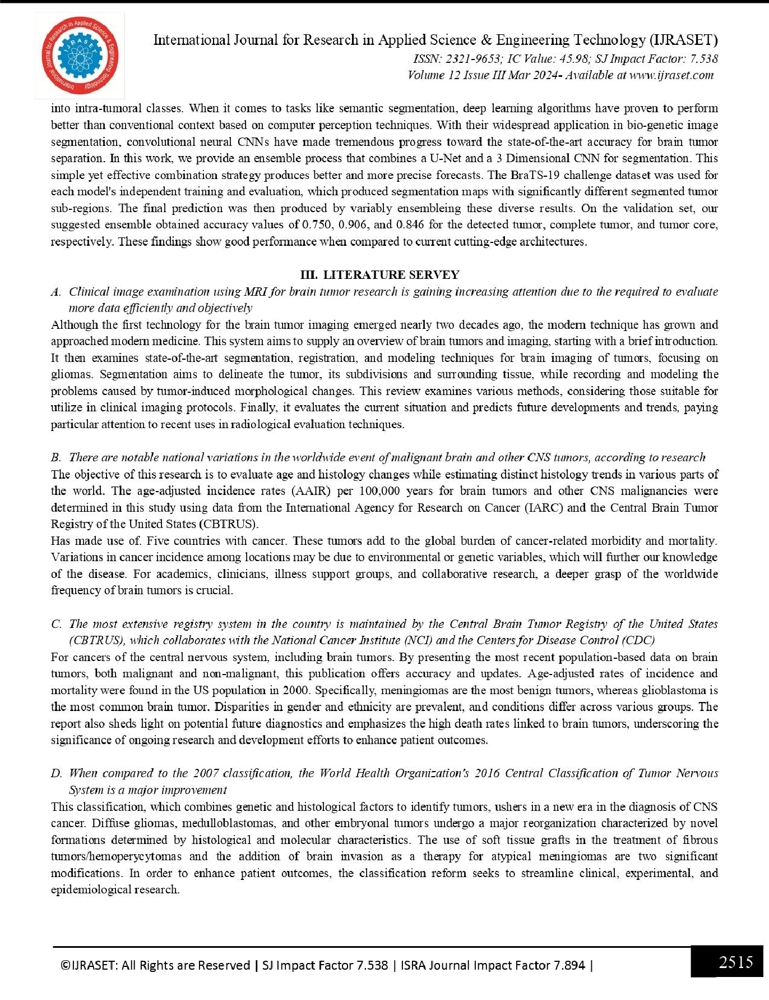 International Journal for Research in Applied Science & Engineering Technology
IJRASET
International Journal for Research in Applied Science & Engineering Technology (IJRASET)
ISSN: 2321-9653; IC Value: 45.98; SJ Impact Factor: 7.538
Volume 12 Issue III Mar 2024- Available at www.ijraset.com
into intra-tumoral classes. When it comes to tasks like semantic segmentation, deep learning algorithms have proven to perform
better than conventional context based on computer perception techniques. With their widespread application in bio-genetic image
segmentation, convolutional neural CNNs have made tremendous progress toward the state-of-the-art accuracy for brain tumor
separation. In this work, we provide an ensemble process that combines a U-Net and a 3 Dimensional CNN for segmentation. This
simple yet effective combination strategy produces better and more precise forecasts. The BraTS-19 challenge dataset was used for
each model's independent training and evaluation, which produced segmentation maps with significantly different segmented tumor
sub-regions. The final prediction was then produced by variably ensembleing these diverse results. On the validation set, our
suggested ensemble obtained accuracy values of 0.750, 0.906, and 0.846 for the detected tumor, complete tumor, and tumor core,
respectively. These findings show good performance when compared to current cutting-edge architectures.
III. LITERATURE SERVEY
A. Clinical image examination using MRI for brain tumor research is gaining increasing attention due to the required to evaluate
more data efficiently and objectively
Although the first technology for the brain tumor imaging emerged nearly two decades ago, the modern technique has grown and
approached modern medicine. This system aims to supply an overview of brain tumors and imaging, starting with a brief introduction.
It then examines state-of-the-art segmentation, registration, and modeling techniques for brain imaging of tumors, focusing on
gliomas. Segmentation aims to delineate the tumor, its subdivisions and surrounding tissue, while recording and modeling the
problems caused by tumor-induced morphological changes. This review examines various methods, considering those suitable for
utilize in clinical imaging protocols. Finally, it evaluates the current situation and predicts future developments and trends, paying
particular attention to recent uses in radiological evaluation techniques.
B. There are notable national variations in the worldwide event of malignant brain and other CNS tumors, according to research
The objective of this research is to evaluate age and histology changes while estimating distinct histology trends in various parts of
the world. The age-adjusted incidence rates (AAIR) per 100,000 years for brain tumors and other CNS malignancies were
determined in this study using data from the International Agency for Research on Cancer (IARC) and the Central Brain Tumor
Registry of the United States (CBTRUS).
Has made use of. Five countries with cancer. These tumors add to the global burden of cancer-related morbidity and mortality.
Variations in cancer incidence among locations may be due to environmental or genetic variables, which will further our knowledge
of the disease. For academics, clinicians, illness support groups, and collaborative research, a deeper grasp of the worldwide
frequency of brain tumors is crucial.
C. The most extensive registry system in the country is maintained by the Central Brain Tumor Registry of the United States
(CBTRUS), which collaborates with the National Cancer Institute (NCI) and the Centers for Disease Control (CDC)
For cancers of the central nervous system, including brain tumors. By presenting the most recent population-based data on brain
tumors, both malignant and non-malignant, this publication offers accuracy and updates. Age-adjusted rates of incidence and
mortality were found in the US population in 2000. Specifically, meningiomas are the most benign tumors, whereas glioblastoma is
the most common brain tumor. Disparities in gender and ethnicity are prevalent, and conditions differ across various groups. The
report also sheds light on potential future diagnostics and emphasizes the high death rates linked to brain tumors, underscoring the
significance of ongoing research and development efforts to enhance patient outcomes.
D. When compared to the 2007 classification, the World Health Organization's 2016 Central Classification of Tumor Nervous
System is a major improvement
This classification, which combines genetic and histological factors to identify tumors, ushers in a new era in the diagnosis of CNS
cancer. Diffuse gliomas, medulloblastomas, and other embryonal tumors undergo a major reorganization characterized by novel
formations determined by histological and molecular characteristics. The use of soft tissue grafts in the treatment of fibrous
tumors/hemoperycytomas and the addition of brain invasion as a therapy for atypical meningiomas are two significant
modifications. In order to enhance patient outcomes, the classification reform seeks to streamline clinical, experimental, and
epidemiological research.
©IJRASET: All Rights are Reserved | SJ Impact Factor 7.538 | ISRA Journal Impact Factor 7.894 |
2515